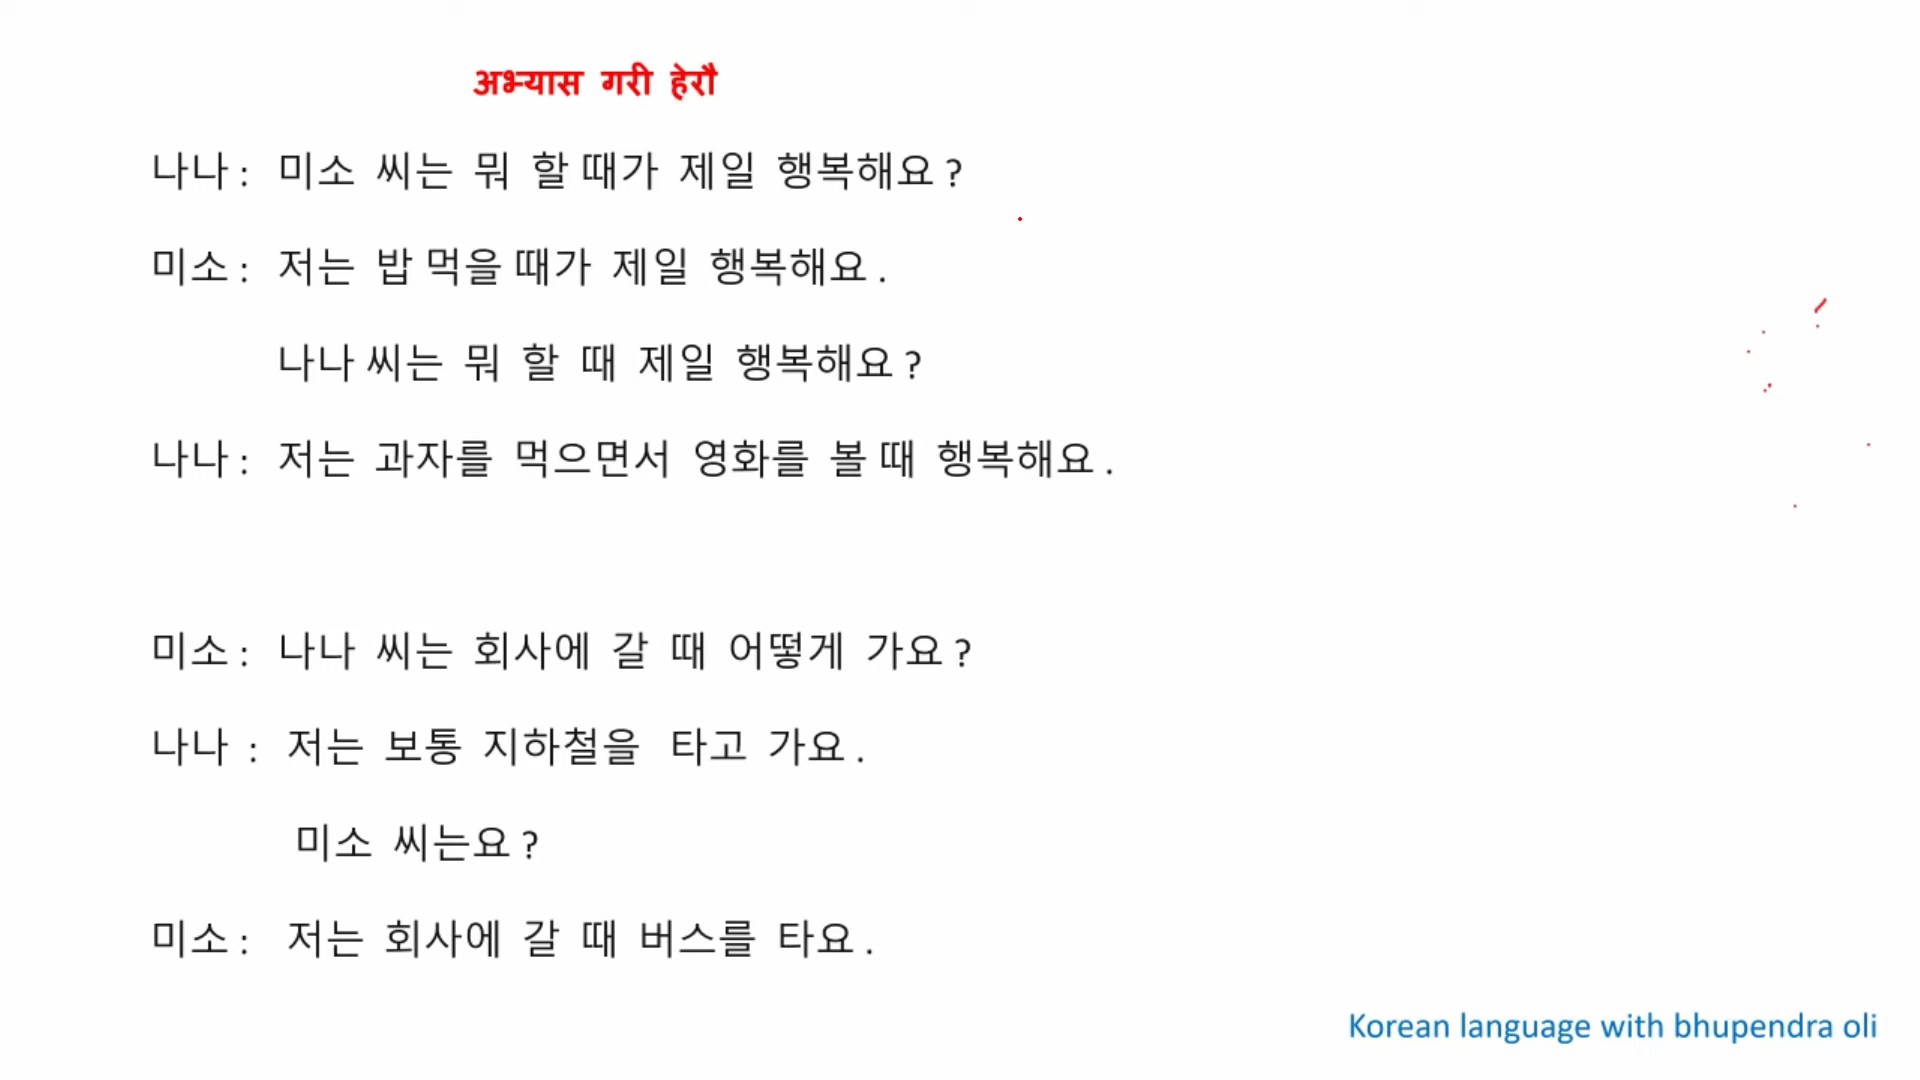 अभ्यास गरी हेरौ
나나 : 미소 씨는 뭐 할 때가 제일 행복해요 ?
미소 : 저는 밥 먹을 때가 제일 행복해요 .
나나 씨는 뭐 할 때 제일 행복해요 ?
나나 : 저는 과자를 먹으면서 영화를 볼 때 행복해요 .
미소 : 나나 씨는 회사에 갈 때 어떻게 가요 ?
나나 : 저는 보통 지하철을 타고 가요 .
미소 씨는요 ?
미소 : 저는 회사에 갈 때 버스를 타요 .
Korean language with bhupendra oli